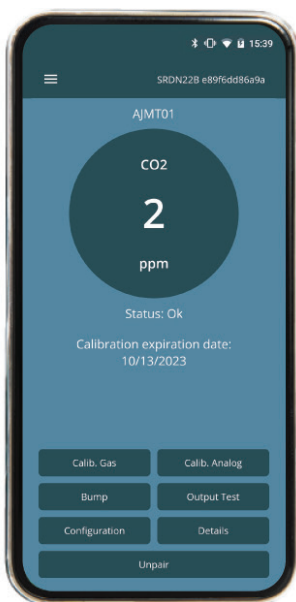 15:39
SRDN22B e89f6dd86a9a
AJMT01
CO2
2
ppm
Status: Ok
Calibration expiration date:
10/13/2023
Calib. Gas
Calib. Analog
Bump
Output Test
Configuration
Details
Unpair